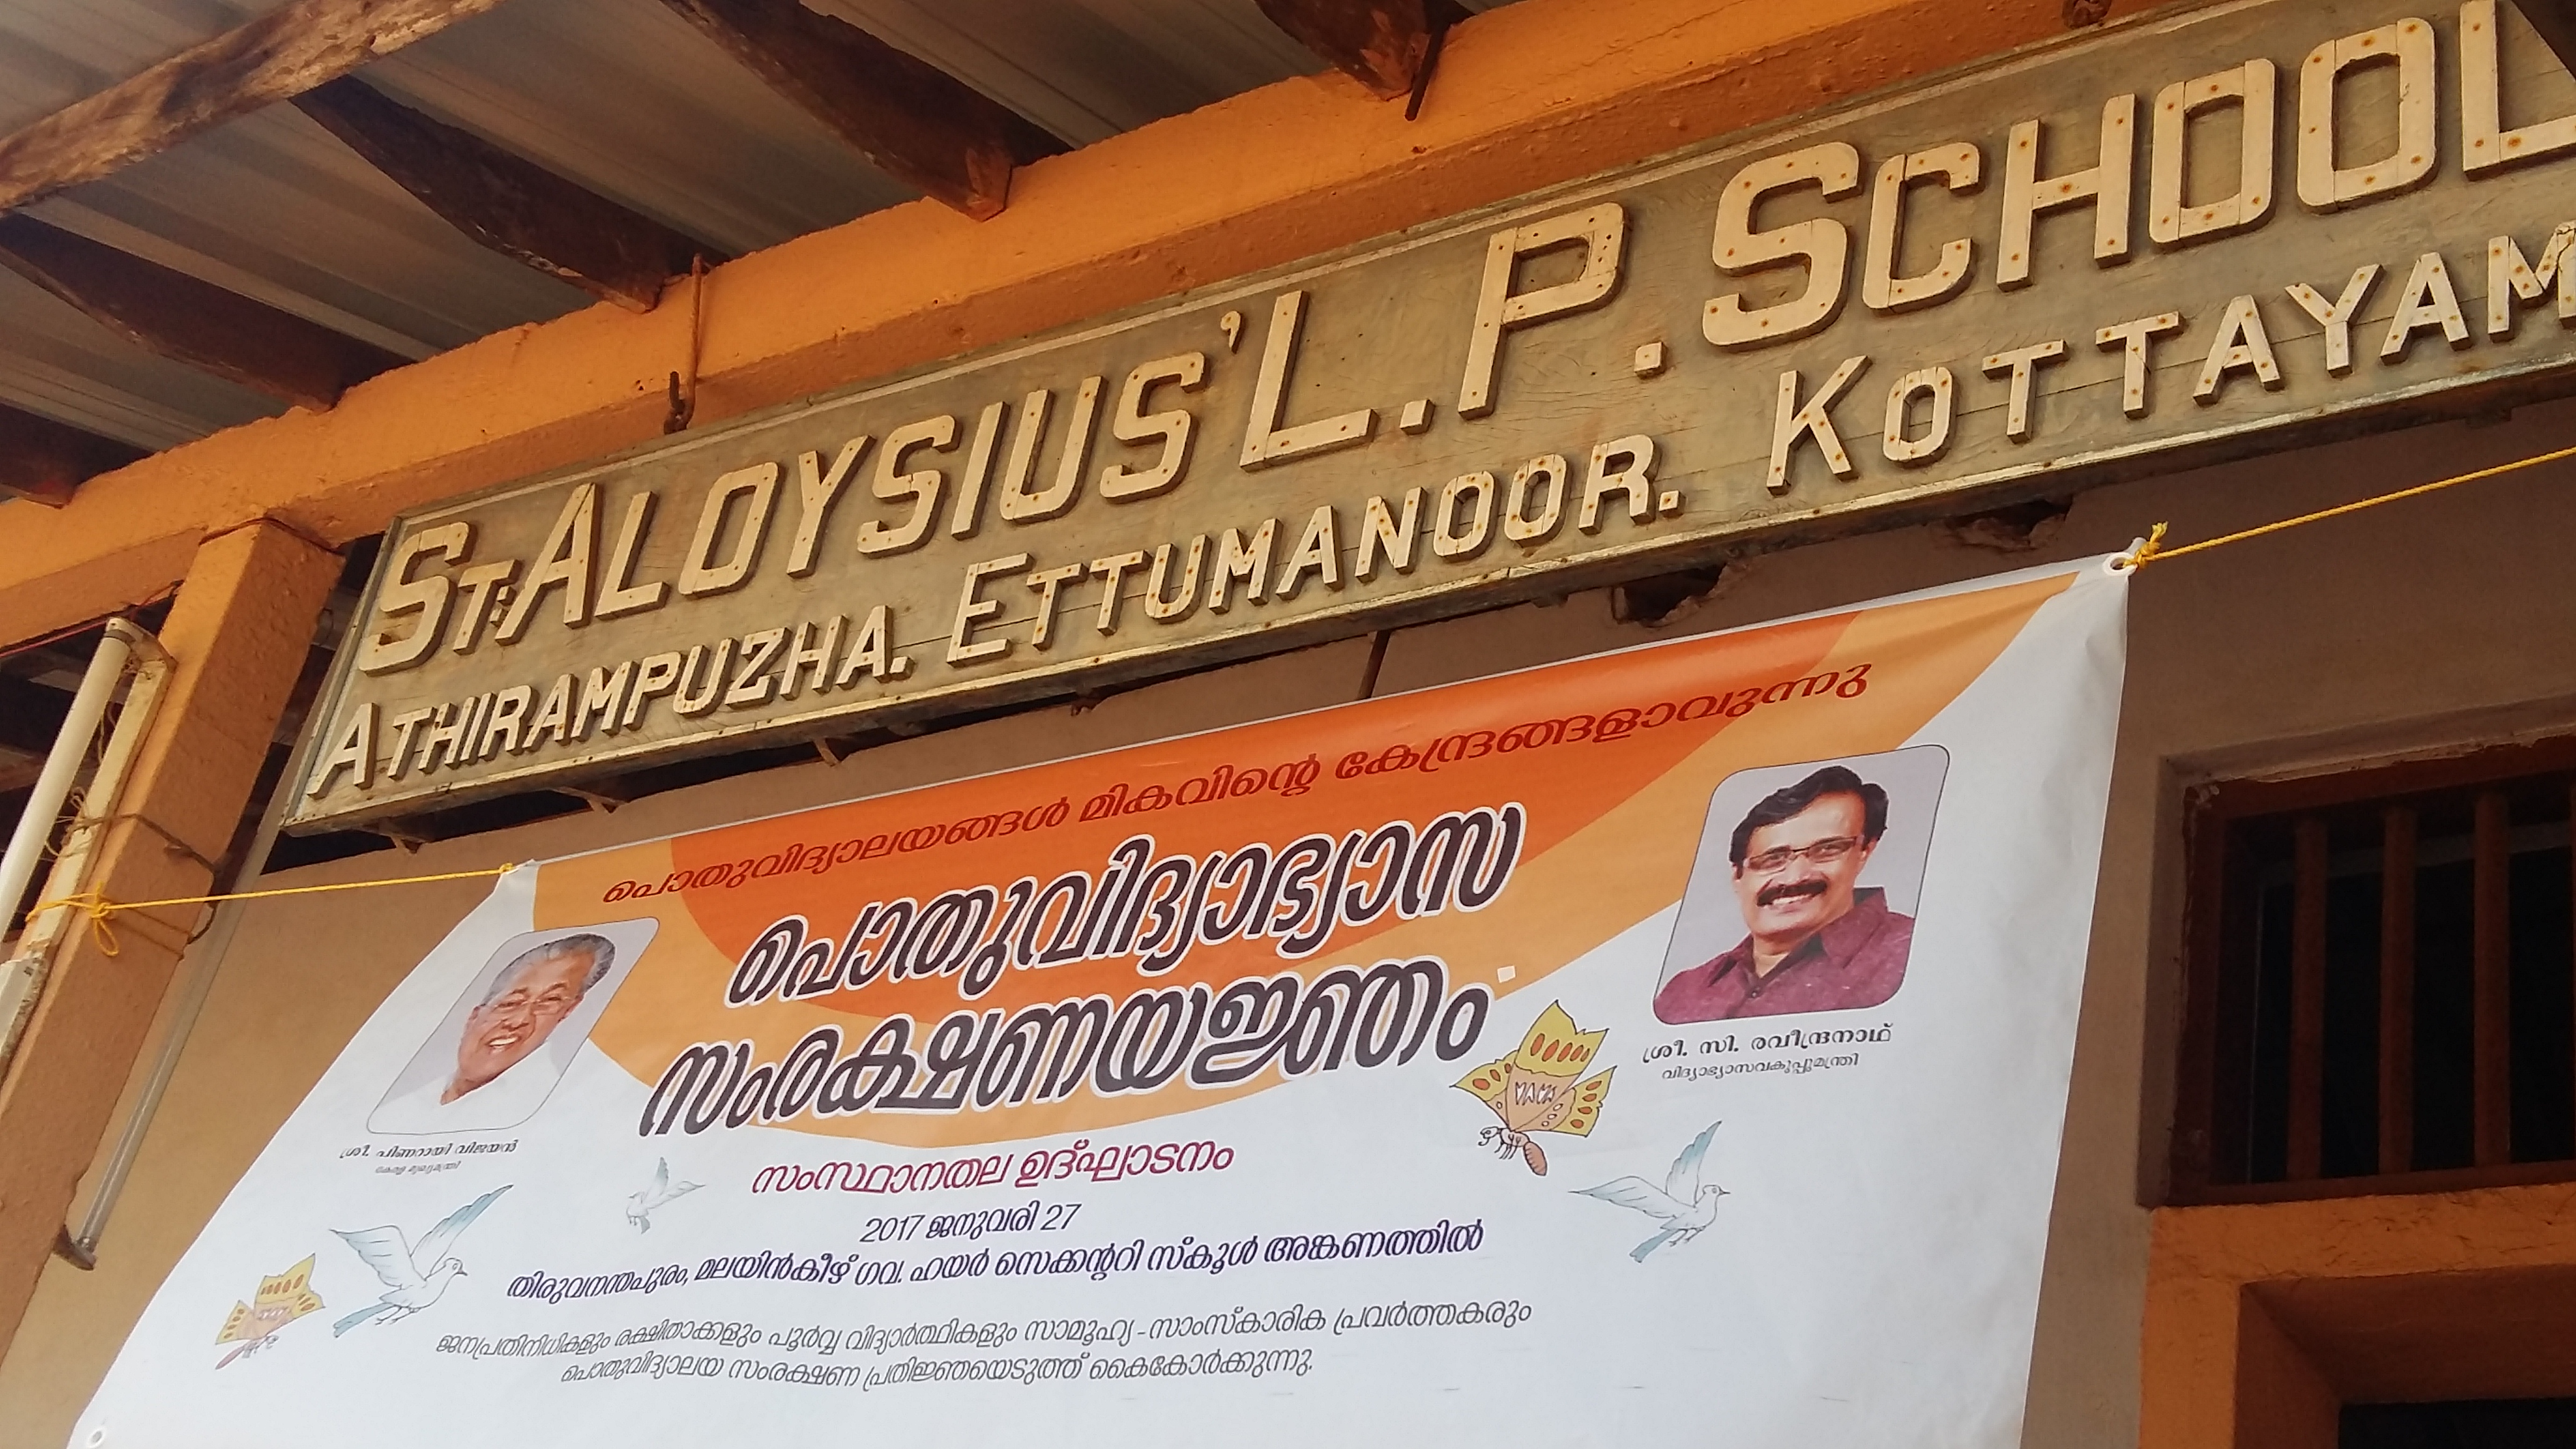 ST. ALOYSIUS' L. P. SCHOOL
ATHIRAMPUZHA. ETTUMANOOR. KOTTAYAM
പൊതുവിദ്യാലയങ്ങൾ മികവിന്റെ കേന്ദ്രങ്ങളാവുന്നു
പൊതുവിദ്യാഭ്യാസ
സംരക്ഷണയജ്ഞം
ശ്രീ. പിണറായി വിജയൻ
കേരള മുഖ്യമന്ത്രി
ശ്രീ. സി. രവീന്ദ്രനാഥ്
വിദ്യാഭ്യാസവകുപ്പുമന്ത്രി
സംസ്ഥാനതല ഉദ്ഘാടനം
2017 ജനുവരി 27
തിരുവനന്തപുരം, മലയിൻകീഴ് ഗവ. ഹയർ സെക്കന്ററി സ്കൂൾ അങ്കണത്തിൽ
ജനപ്രതിനിധികളും രക്ഷിതാക്കളും പൂർവ്വ വിദ്യാർത്ഥികളും സാമൂഹ്യ-സാംസ്കാരിക പ്രവർത്തകരും
പൊതുവിദ്യാലയ സംരക്ഷണ പ്രതിജ്ഞയെടുത്ത് കൈകോർക്കുന്നു.